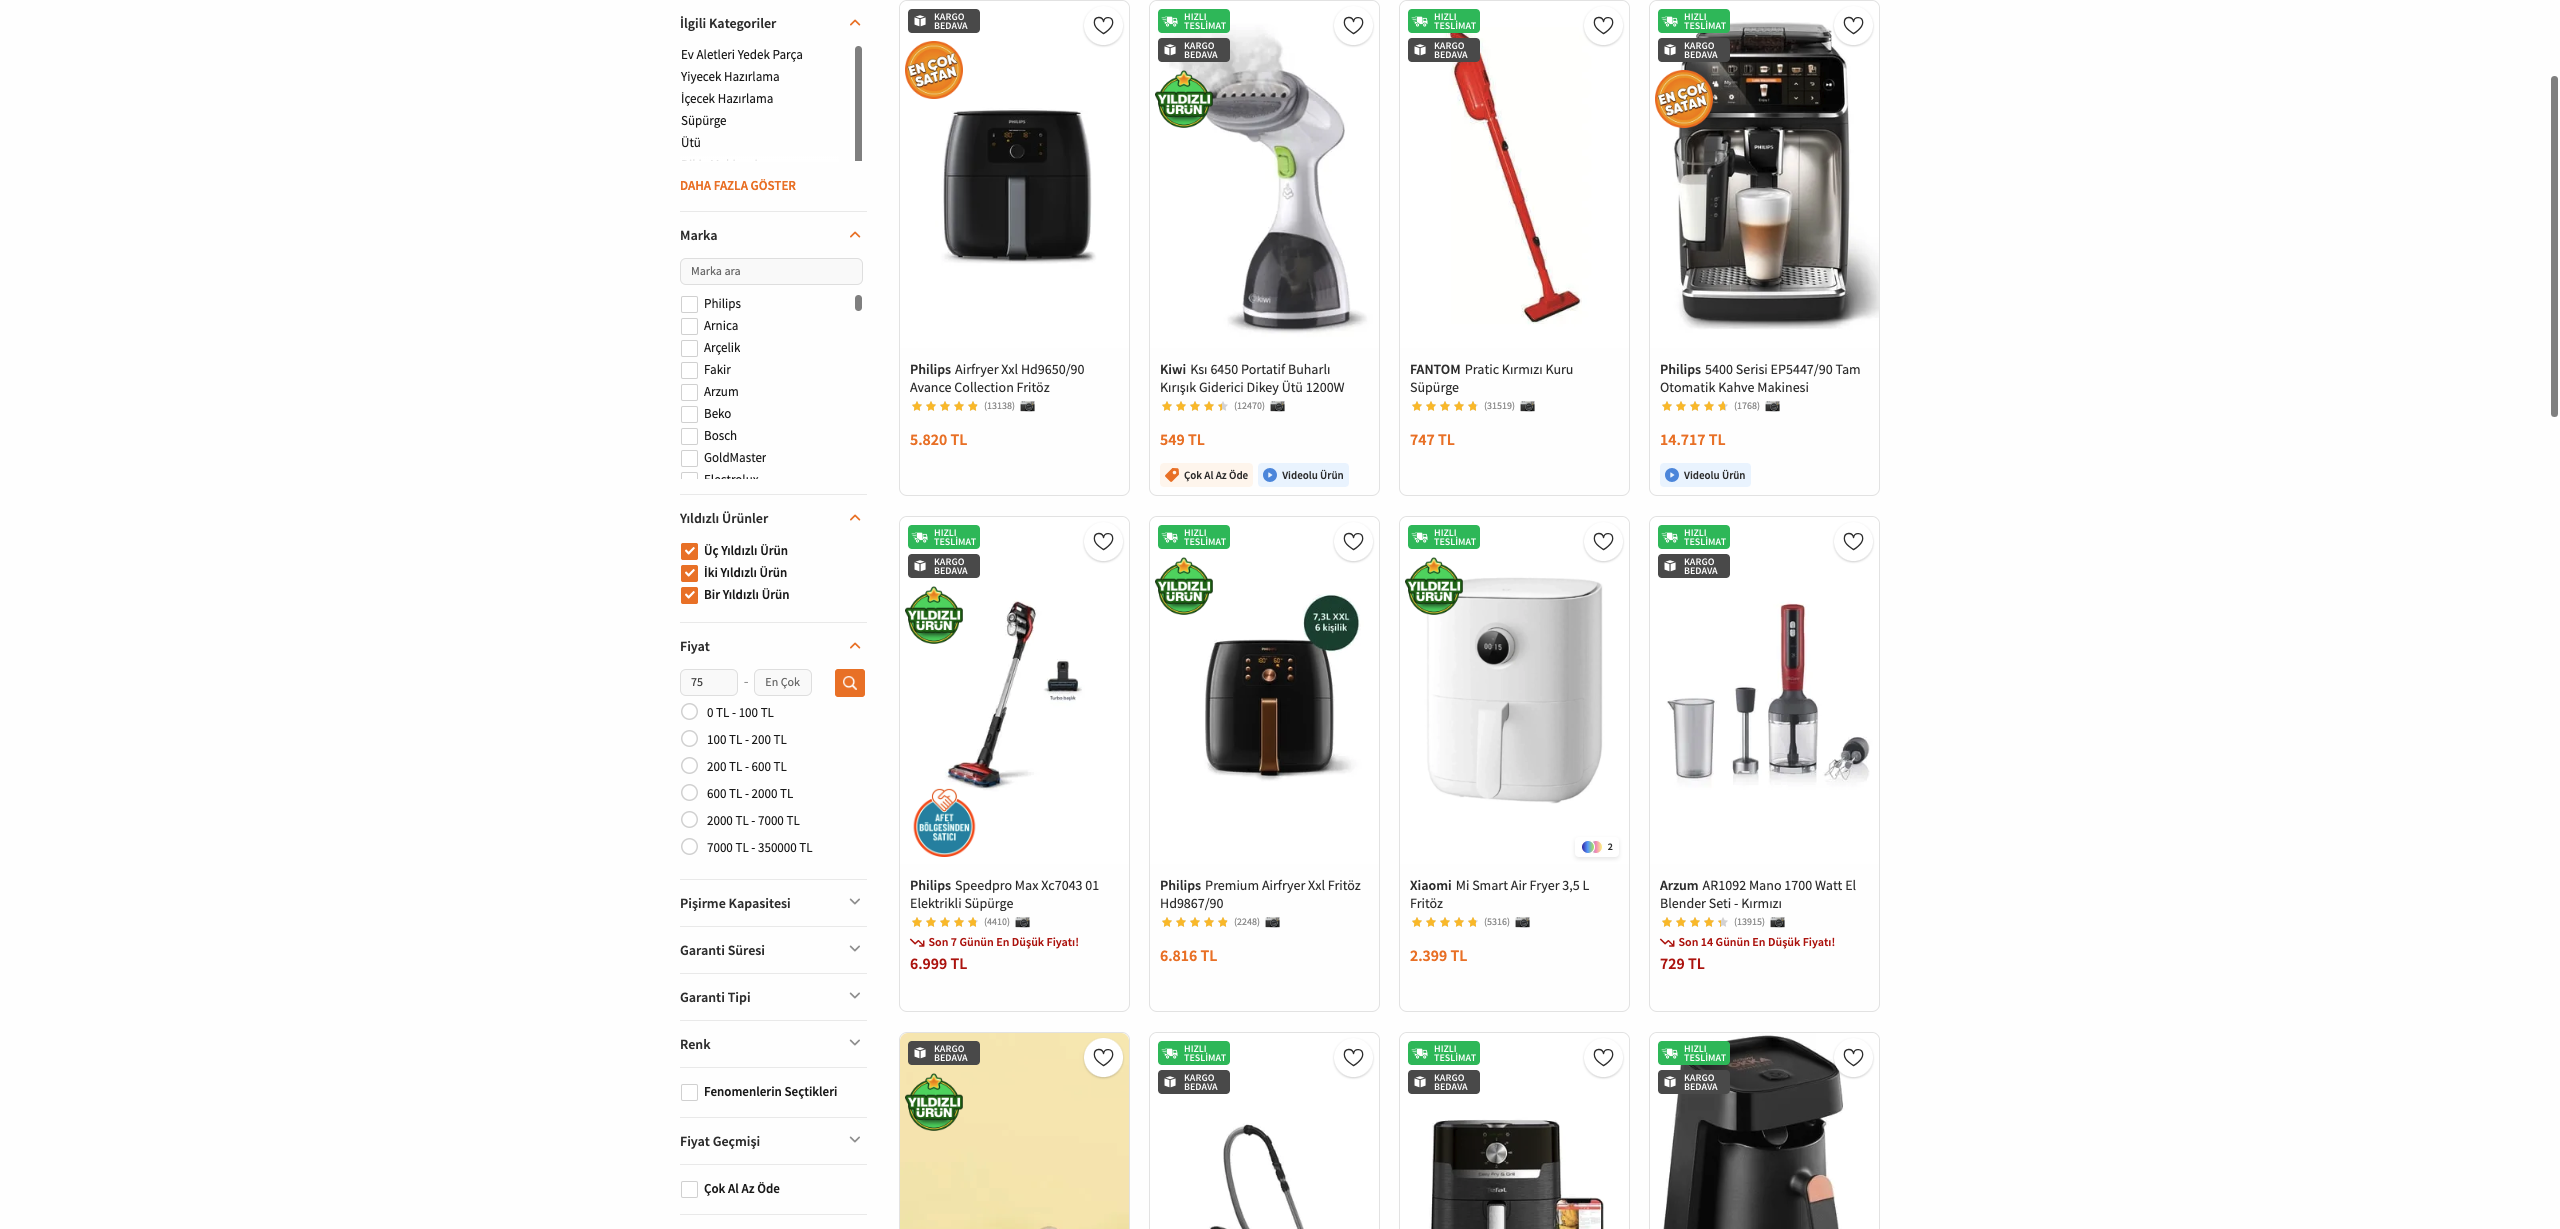 İlgili Kategoriler
Ev Aletleri Yedek Parça
Yiyecek Hazırlama
İçecek Hazırlama
Süpürge
Ütü
DAHA FAZLA GÖSTER
Marka
Marka ara
Philips
Arnica
Arçelik
Fakir
Arzum
Beko
Bosch
GoldMaster
Electrolux
Yıldızlı Ürünler
Üç Yıldızlı Ürün
İki Yıldızlı Ürün
Bir Yıldızlı Ürün
Fiyat
75 - En Çok
0 TL - 100 TL
100 TL - 200 TL
200 TL - 600 TL
600 TL - 2000 TL
2000 TL - 7000 TL
7000 TL - 350000 TL
Pişirme Kapasitesi
Garanti Süresi
Garanti Tipi
Renk
Fenomenlerin Seçtikleri
Fiyat Geçmişi
Çok Al Az Öde
KARGO
BEDAVA
EN ÇOK
SATAN
PHILIPS
Philips Airfryer Xxl Hd9650/90
Avance Collection Fritöz
(13138)
5.820 TL
HIZLI
TESLİMAT
KARGO
BEDAVA
YILDIZLI
ÜRÜN
kiwi
Kiwi Ksı 6450 Portatif Buharlı
Kırışık Giderici Dikey Ütü 1200W
(12470)
549 TL
Çok Al Az Öde
Videolu Ürün
HIZLI
TESLİMAT
KARGO
BEDAVA
FANTOM Pratic Kırmızı Kuru
Süpürge
(31519)
747 TL
HIZLI
TESLİMAT
KARGO
BEDAVA
EN ÇOK
SATAN
PHILIPS
Philips 5400 Serisi EP5447/90 Tam
Otomatik Kahve Makinesi
(1768)
14.717 TL
Videolu Ürün
HIZLI
TESLİMAT
KARGO
BEDAVA
YILDIZLI
ÜRÜN
Turbo başlık
AFET
BÖLGESİNDEN
SATICI
Philips Speedpro Max Xc7043 01
Elektrikli Süpürge
(4410)
Son 7 Günün En Düşük Fiyatı!
6.999 TL
HIZLI
TESLİMAT
YILDIZLI
ÜRÜN
7,3L XXL
6 kişilik
Philips Premium Airfryer Xxl Fritöz
Hd9867/90
(2248)
6.816 TL
HIZLI
TESLİMAT
YILDIZLI
ÜRÜN
00 15
2
Xiaomi Mi Smart Air Fryer 3,5 L
Fritöz
(5316)
2.399 TL
HIZLI
TESLİMAT
KARGO
BEDAVA
Arzum AR1092 Mano 1700 Watt El
Blender Seti - Kırmızı
(13915)
Son 14 Günün En Düşük Fiyatı!
729 TL
KARGO
BEDAVA
YILDIZLI
ÜRÜN
HIZLI
TESLİMAT
KARGO
BEDAVA
HIZLI
TESLİMAT
KARGO
BEDAVA
Tefal
HIZLI
TESLİMAT
KARGO
BEDAVA